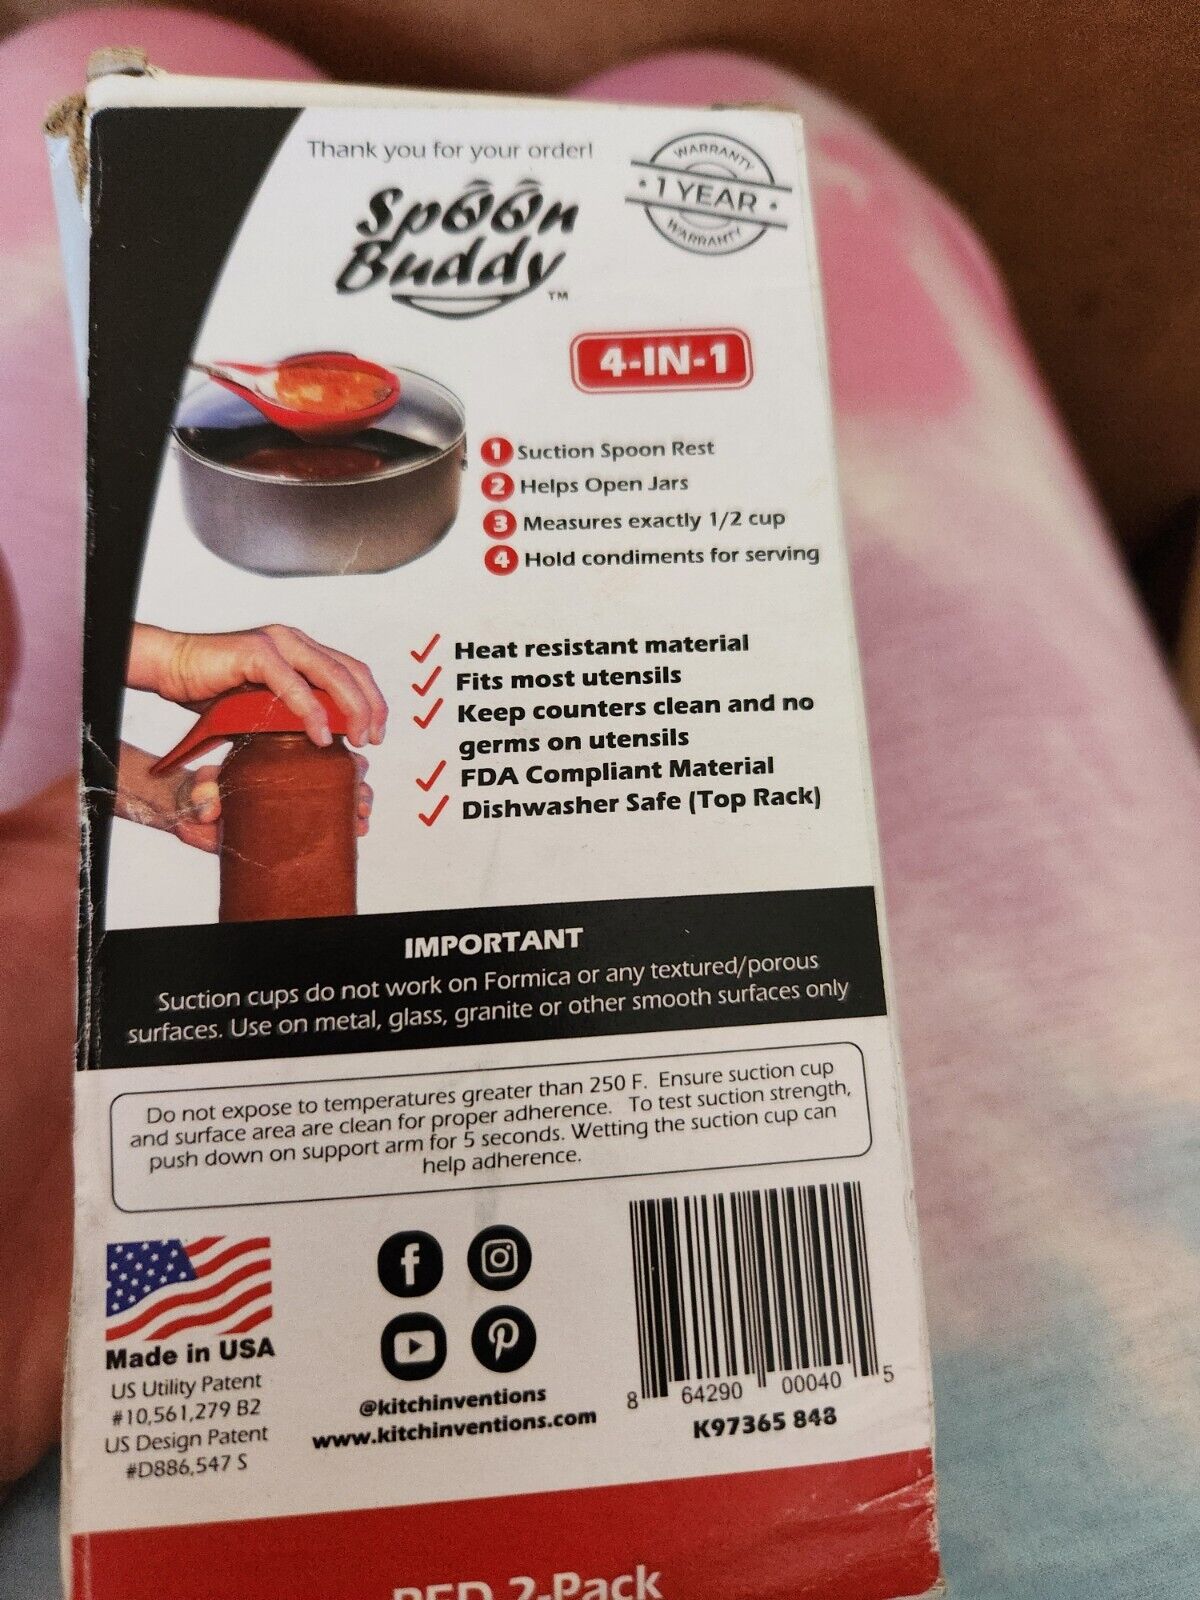 Thank you for your order!
WARRANTY
1 YEAR
WARRANTY
Spoon
Buddy™
4-IN-1
1 Suction Spoon Rest
2 Helps Open Jars
3 Measures exactly 1/2 cup
4 Hold condiments for serving
Heat resistant material
Fits most utensils
Keep counters clean and no
germs on utensils
FDA Compliant Material
Dishwasher Safe (Top Rack)
IMPORTANT
Suction cups do not work on Formica or any textured/porous
surfaces. Use on metal, glass, granite or other smooth surfaces only
Do not expose to temperatures greater than 250 F. Ensure suction cup
and surface area are clean for proper adherence. To test suction strength,
push down on support arm for 5 seconds. Wetting the suction cup can
help adherence.
Made in USA
US Utility Patent
#10,561,279 B2
US Design Patent
#D886,547 S
@kitchinventions
www.kitchinventions.com
8 64290 00040 5
K97365 848
RED 2-Pack